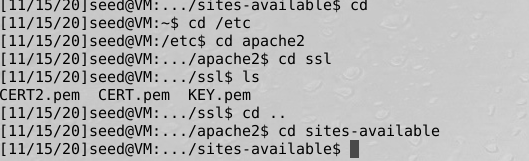 [11/15/20]seed@VM:.../sites-available$ cd
[11/15/20]seed@VM:~$ cd /etc
[11/15/20]seed@VM:/etc$ cd apache2
[11/15/20]seed@VM:.../apache2$ cd ssl
[11/15/20]seed@VM:.../ssl$ ls
CERT2.pem  CERT.pem  KEY.pem
[11/15/20]seed@VM:.../ssl$ cd ..
[11/15/20]seed@VM:.../apache2$ cd sites-available
[11/15/20]seed@VM:.../sites-available$